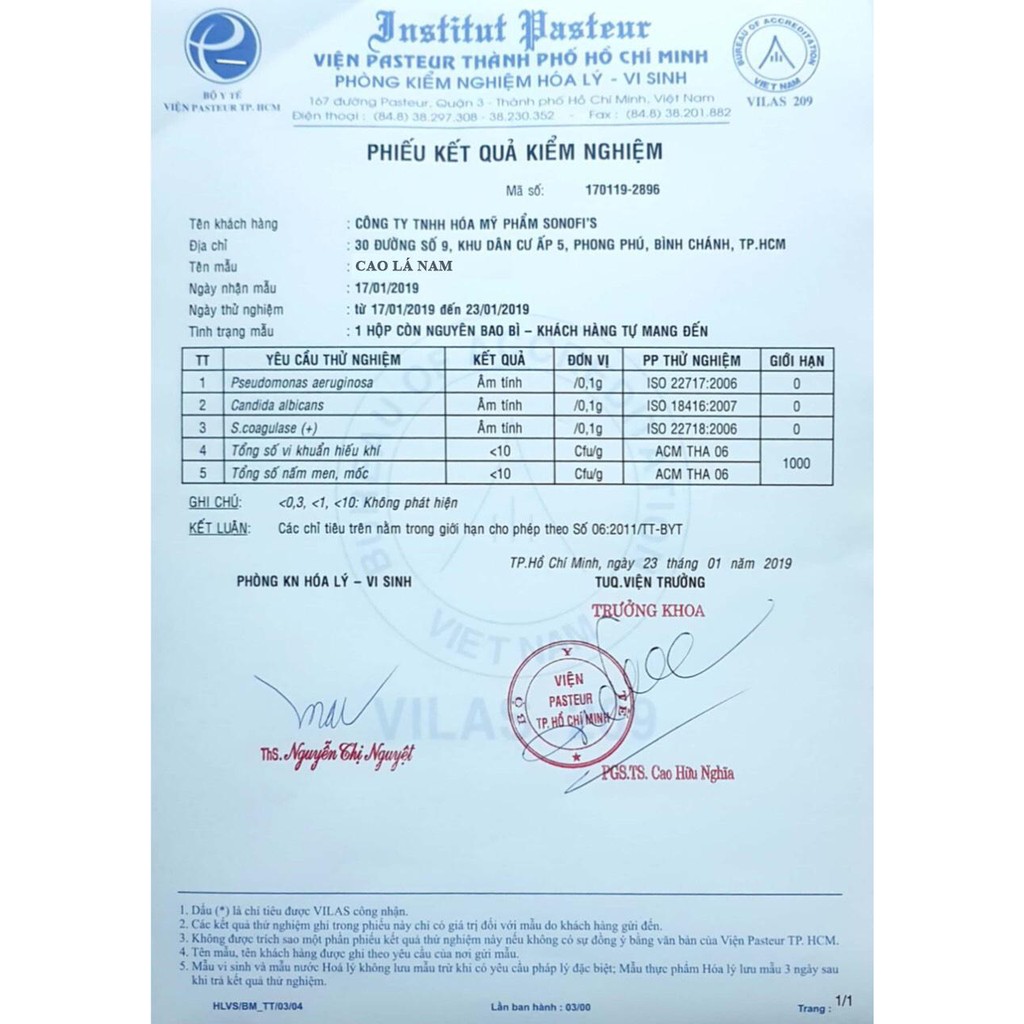 Institut Pasteur
VIỆN PASTEUR THÀNH PHỐ HỒ CHÍ MINH
PHÒNG KIỂM NGHIỆM HÓA LÝ - VI SINH
167 đường Pasteur, Quận 3 - Thành phố Hồ Chí Minh, Việt Nam
Điện thoại : (84.8) 38.297.308 - 38.230.352 - Fax : (84.8) 38.201.882
BỘ Y TẾ
VIỆN PASTEUR TP. HCM
BUREAU OF ACCREDITATION
VIET NAM
VILAS 209
PHIẾU KẾT QUẢ KIỂM NGHIỆM
Mã số: 170119-2896
Tên khách hàng : CÔNG TY TNHH HÓA MỸ PHẨM SONOFI'S
Địa chỉ : 30 ĐƯỜNG SỐ 9, KHU DÂN CƯ ẤP 5, PHONG PHÚ, BÌNH CHÁNH, TP.HCM
Tên mẫu : CAO LÁ NAM
Ngày nhận mẫu : 17/01/2019
Ngày thử nghiệm : từ 17/01/2019 đến 23/01/2019
Tình trạng mẫu : 1 HỘP CÒN NGUYÊN BAO BÌ – KHÁCH HÀNG TỰ MANG ĐẾN
TT YÊU CẦU THỬ NGHIỆM KẾT QUẢ ĐƠN VỊ PP THỬ NGHIỆM GIỚI HẠN
1 Pseudomonas aeruginosa Âm tính /0,1g ISO 22717:2006 0
2 Candida albicans Âm tính /0,1g ISO 18416:2007 0
3 S.coagulase (+) Âm tính /0,1g ISO 22718:2006 0
4 Tổng số vi khuẩn hiếu khí <10 Cfu/g ACM THA 06 1000
5 Tổng số nấm men, mốc <10 Cfu/g ACM THA 06
GHI CHÚ: <0,3, <1, <10: Không phát hiện
KẾT LUẬN: Các chỉ tiêu trên nằm trong giới hạn cho phép theo Số 06:2011/TT-BYT
TP.Hồ Chí Minh, ngày 23 tháng 01 năm 2019
PHÒNG KN HÓA LÝ – VI SINH TUQ.VIỆN TRƯỞNG
TRƯỞNG KHOA
BỘ Y TẾ
VIỆN
PASTEUR
TP. HỒ CHÍ MINH
BUREAU OF ACCREDITATION
VIET NAM
VILAS 209
ThS. Nguyễn Thị Nguyệt
PGS.TS. Cao Hữu Nghĩa
1. Dấu (*) là chỉ tiêu được VILAS công nhận.
2. Các kết quả thử nghiệm ghi trong phiếu này chỉ có giá trị đối với mẫu do khách hàng gửi đến.
3. Không được trích sao một phần phiếu kết quả thử nghiệm này nếu không có sự đồng ý bằng văn bản của Viện Pasteur TP. HCM.
4. Tên mẫu, tên khách hàng được ghi theo yêu cầu của nơi gửi mẫu.
5. Mẫu vi sinh và mẫu nước Hoá lý không lưu mẫu trừ khi có yêu cầu pháp lý đặc biệt; Mẫu thực phẩm Hóa lý lưu mẫu 3 ngày sau
khi trả kết quả thử nghiệm.
HLVS/BM_TT/03/04 Lần ban hành : 03/00 Trang : 1/1